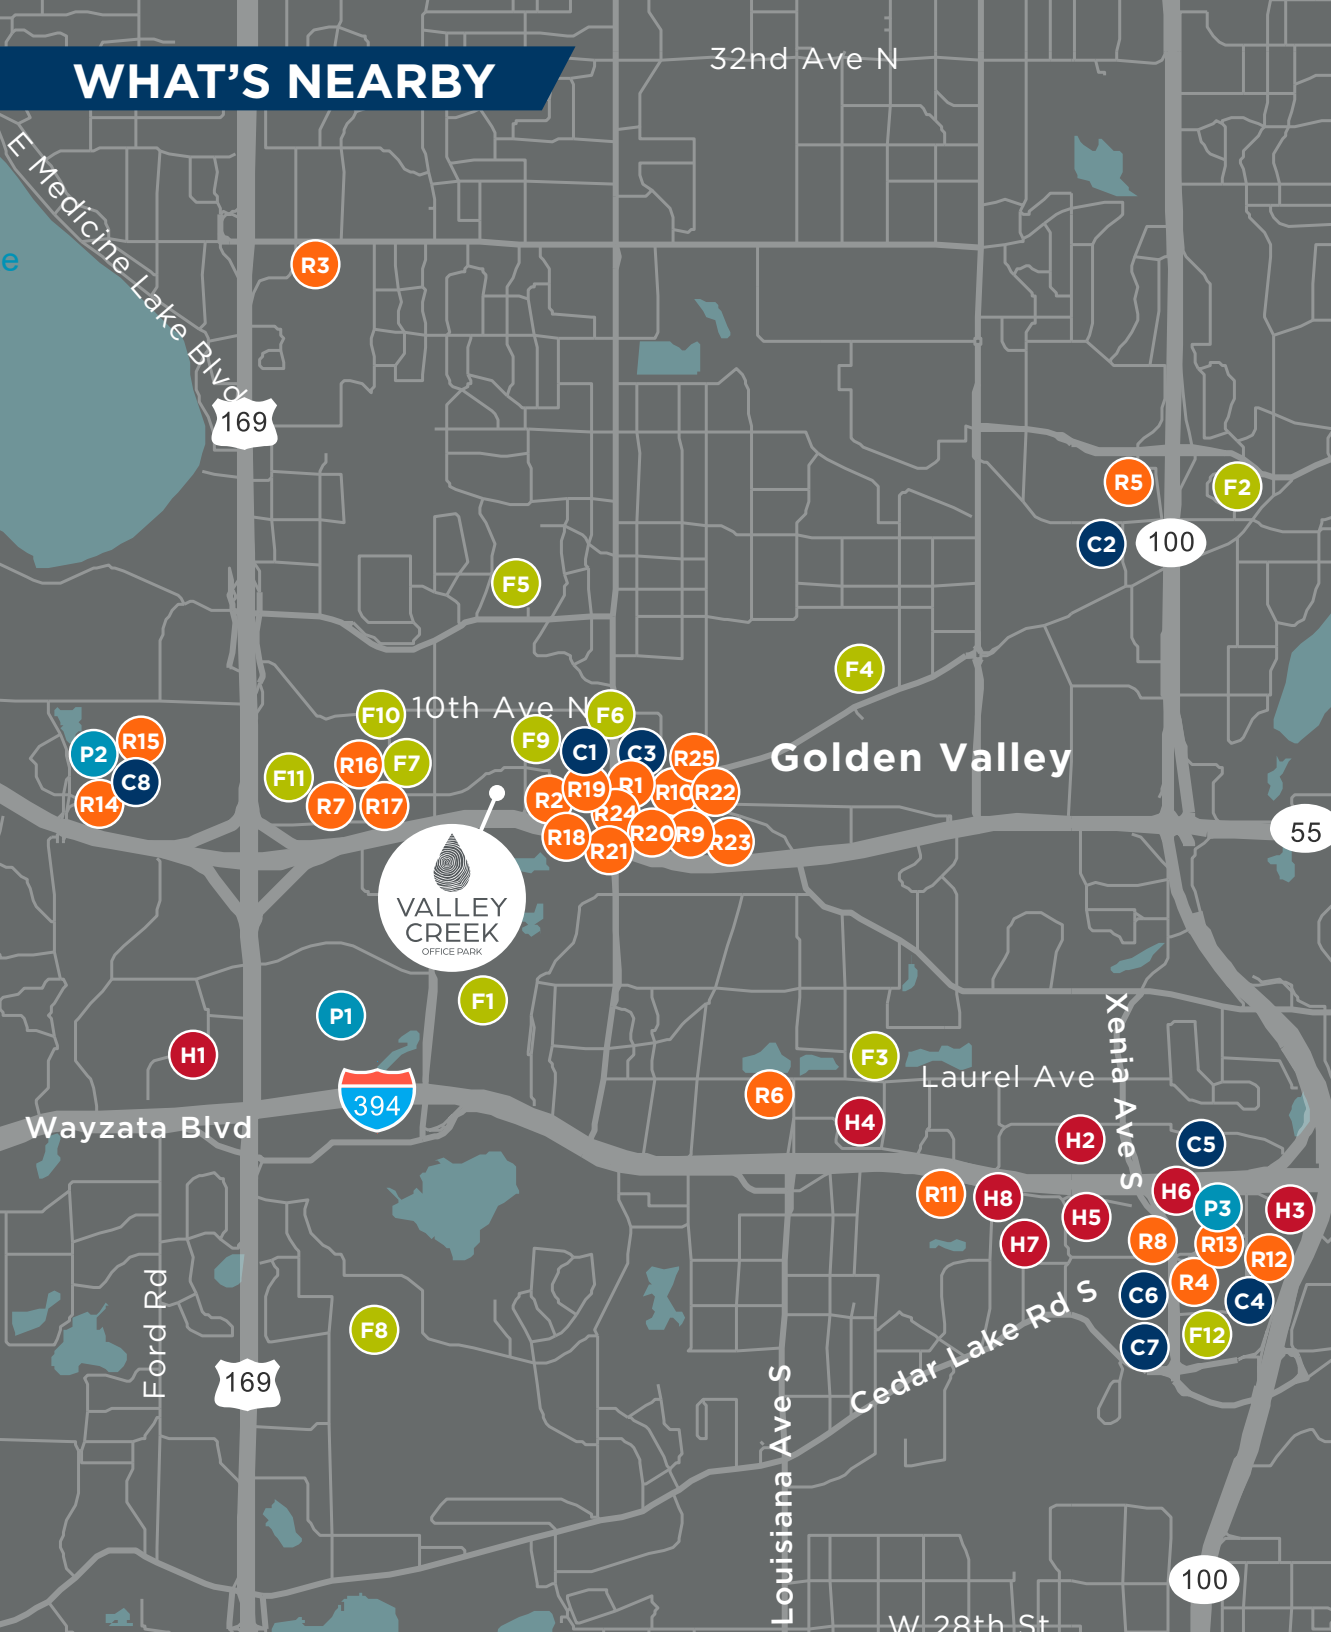 WHAT'S NEARBY
32nd Ave N
E Medicine Lake Blvd
e
R3
169
R5
F2
C2
100
F5
F4
10th Ave N
F10
F6
F9
C1
C3
R25
Golden Valley
P2
R15
C8
R14
F11
R16
F7
R7
R17
R2
R19
R1
R10
R22
R24
R18
R20
R9
R23
R21
55
VALLEY
CREEK
OFFICE PARK
F1
P1
H1
394
Wayzata Blvd
F3
Laurel Ave
Xenia Ave S
R6
H4
H2
C5
R11
H8
H6
P3
H3
H5
H7
R8
R13
R12
R4
C6
C4
F12
C7
Cedar Lake Rd S
Ford Rd
F8
169
Louisiana Ave S
100
W 28th St